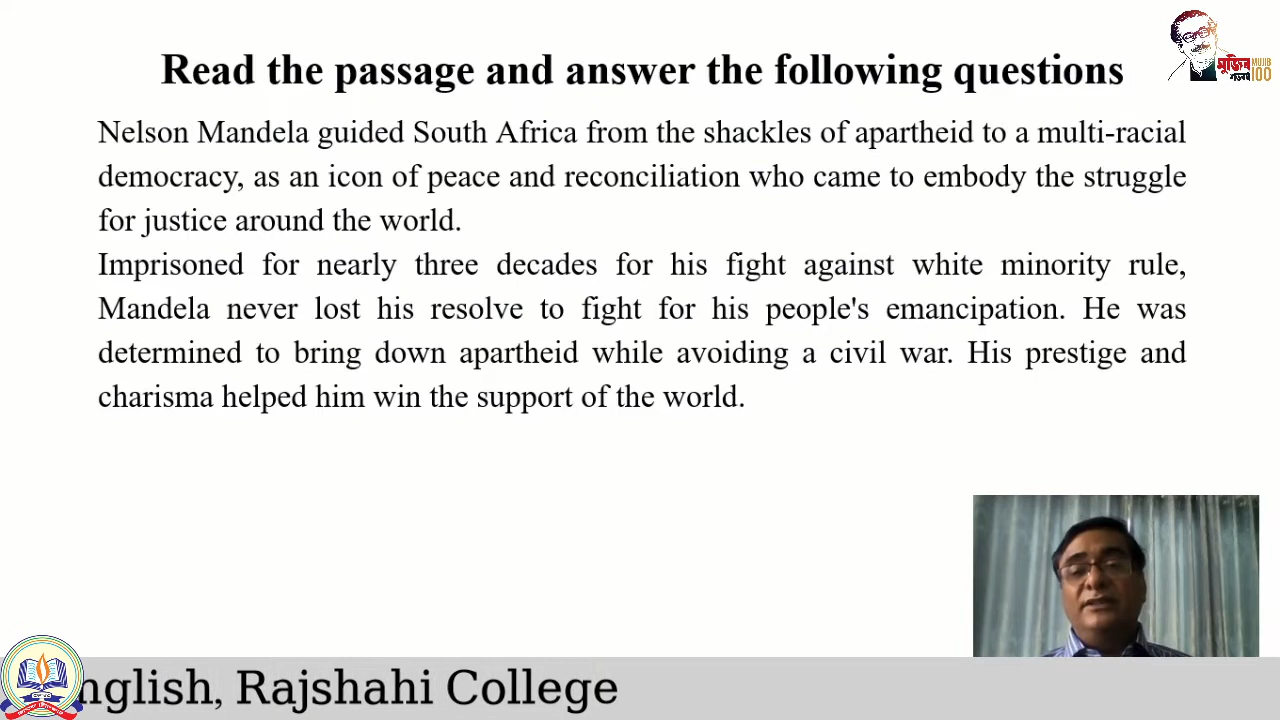 Read the passage and answer the following questions
Nelson Mandela guided South Africa from the shackles of apartheid to a multi-racial
democracy, as an icon of peace and reconciliation who came to embody the struggle
for justice around the world.
Imprisoned for nearly three decades for his fight against white minority rule,
Mandela never lost his resolve to fight for his people's emancipation. He was
determined to bring down apartheid while avoiding a civil war. His prestige and
charisma helped him win the support of the world.
মুজিব MUJIB
শতবর্ষ 100
nglish, Rajshahi College